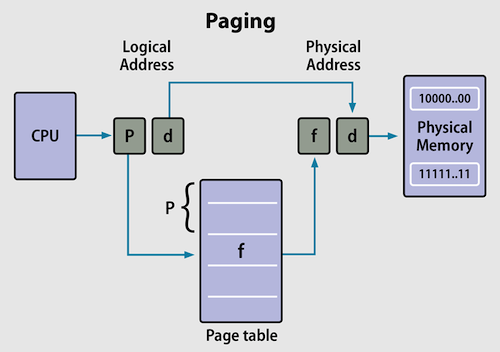 Paging
Logical
Address
Physical
Address
CPU
P
d
f
d
10000..00
Physical
Memory
11111..11
P
f
Page table